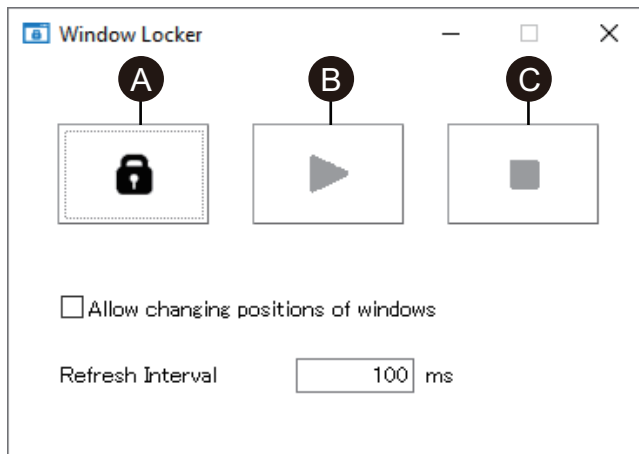 Window Locker
A B C
Allow changing positions of windows
Refresh Interval 100 ms